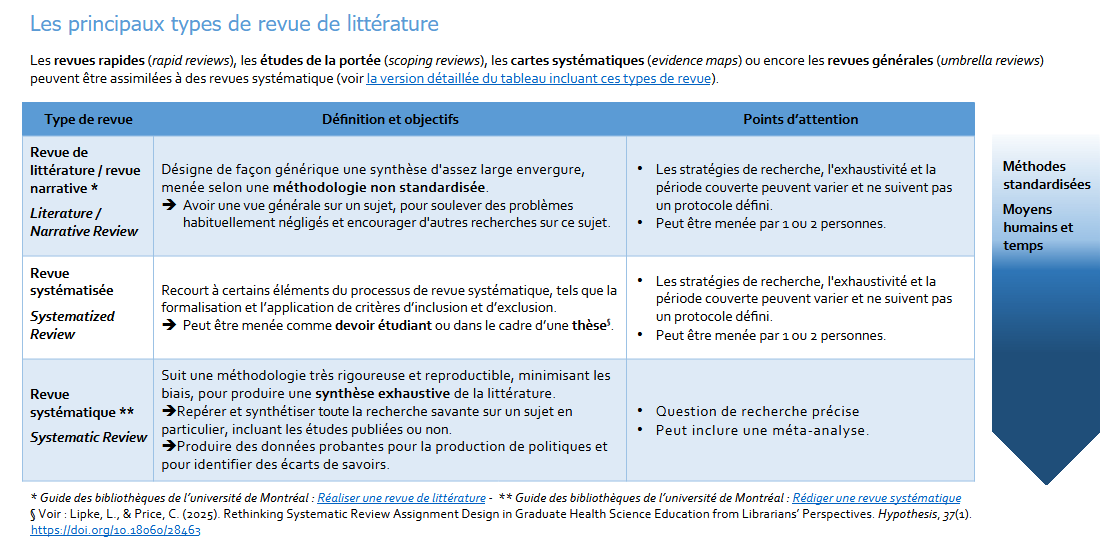 Les principaux types de revue de littérature
Les revues rapides (rapid reviews), les études de la portée (scoping reviews), les cartes systématiques (evidence maps) ou encore les revues générales (umbrella reviews)
peuvent être assimilées à des revues systématique (voir la version détaillée du tableau incluant ces types de revue).
Type de revue
Définition et objectifs
Points d'attention
Revue de
littérature / revue
narrative *
Literature /
Narrative Review
Désigne de façon générique une synthèse d'assez large envergure,
menée selon une méthodologie non standardisée.
➔ Avoir une vue générale sur un sujet, pour soulever des problèmes
habituellement négligés et encourager d'autres recherches sur ce sujet.
• Les stratégies de recherche, l'exhaustivité et la
période couverte peuvent varier et ne suivent pas
un protocole défini.
• Peut être menée par 1 ou 2 personnes.
Revue
systématisée
Systematized
Review
Recourt à certains éléments du processus de revue systématique, tels que la
formalisation et l'application de critères d'inclusion et d'exclusion.
➔ Peut être menée comme devoir étudiant ou dans le cadre d'une thèse§.
• Les stratégies de recherche, l'exhaustivité et la
période couverte peuvent varier et ne suivent pas
un protocole défini.
• Peut être menée par 1 ou 2 personnes.
Revue
systématique **
Systematic Review
Suit une méthodologie très rigoureuse et reproductible, minimisant les
biais, pour produire une synthèse exhaustive de la littérature.
➔Repérer et synthétiser toute la recherche savante sur un sujet en
particulier, incluant les études publiées ou non.
➔Produire des données probantes pour la production de politiques et
pour identifier des écarts de savoirs.
• Question de recherche précise
• Peut inclure une méta-analyse.
Méthodes
standardisées
Moyens
humains et
temps
* Guide des bibliothèques de l'université de Montréal : Réaliser une revue de littérature - ** Guide des bibliothèques de l'université de Montréal : Rédiger une revue systématique
§ Voir : Lipke, L., & Price, C. (2025). Rethinking Systematic Review Assignment Design in Graduate Health Science Education from Librarians' Perspectives. Hypothesis, 37(1).
https://doi.org/10.18060/28463